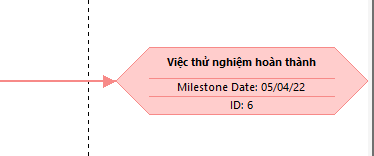 Việc thử nghiệm hoàn thành
Milestone Date: 05/04/22
ID: 6